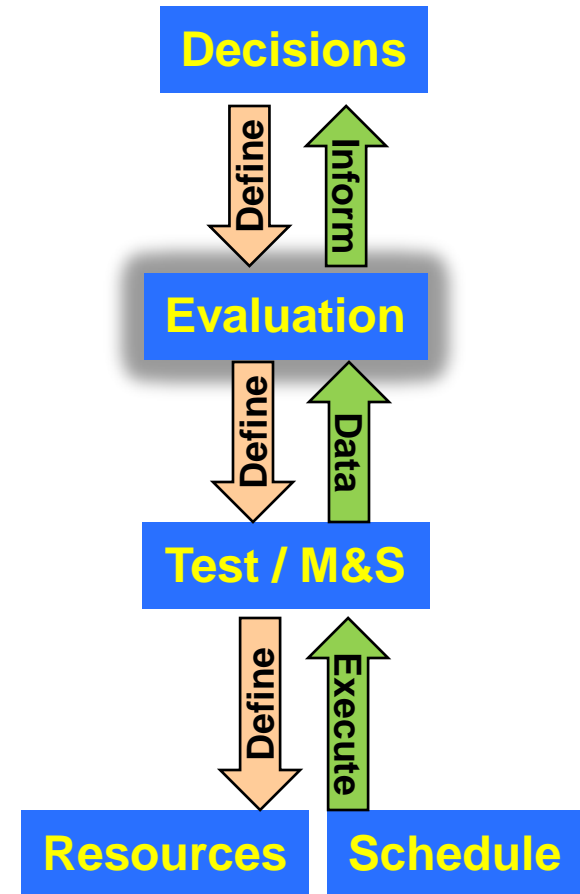 Decisions
Define
Inform
Evaluation
Define
Data
Test / M&S
Define
Execute
Resources
Schedule